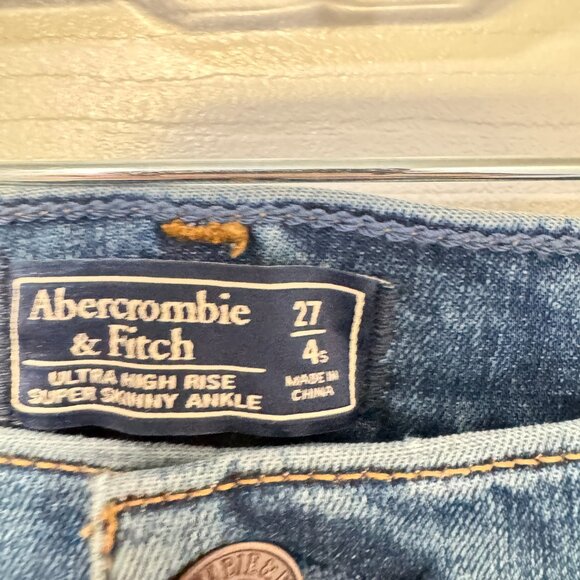 Abercrombie
& Fitch
ULTRA HIGH RISE
SUPER SKINNY ANKLE
27
4s
MADE IN
CHINA